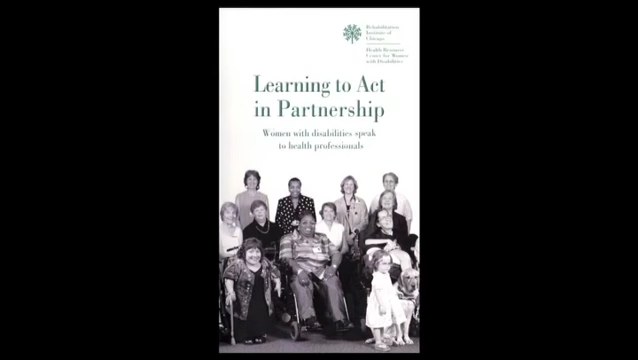 Rehabilitation
Institute of
Chicago
Health Resource
Center for Women
with Disabilities
Learning to Act
in Partnership
Women with disabilities speak
to health professionals